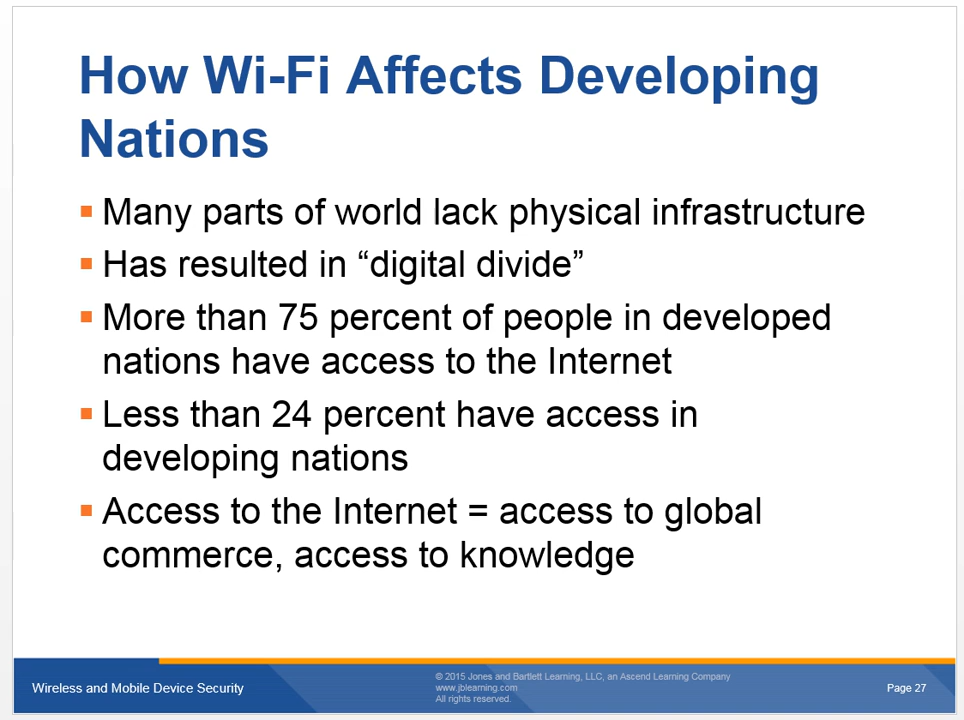 How Wi-Fi Affects Developing
Nations
▪ Many parts of world lack physical infrastructure
▪ Has resulted in “digital divide”
▪ More than 75 percent of people in developed
nations have access to the Internet
▪ Less than 24 percent have access in
developing nations
▪ Access to the Internet = access to global
commerce, access to knowledge
Wireless and Mobile Device Security
© 2015 Jones and Bartlett Learning, LLC, an Ascend Learning Company
www.jblearning.com
All rights reserved.
Page 27